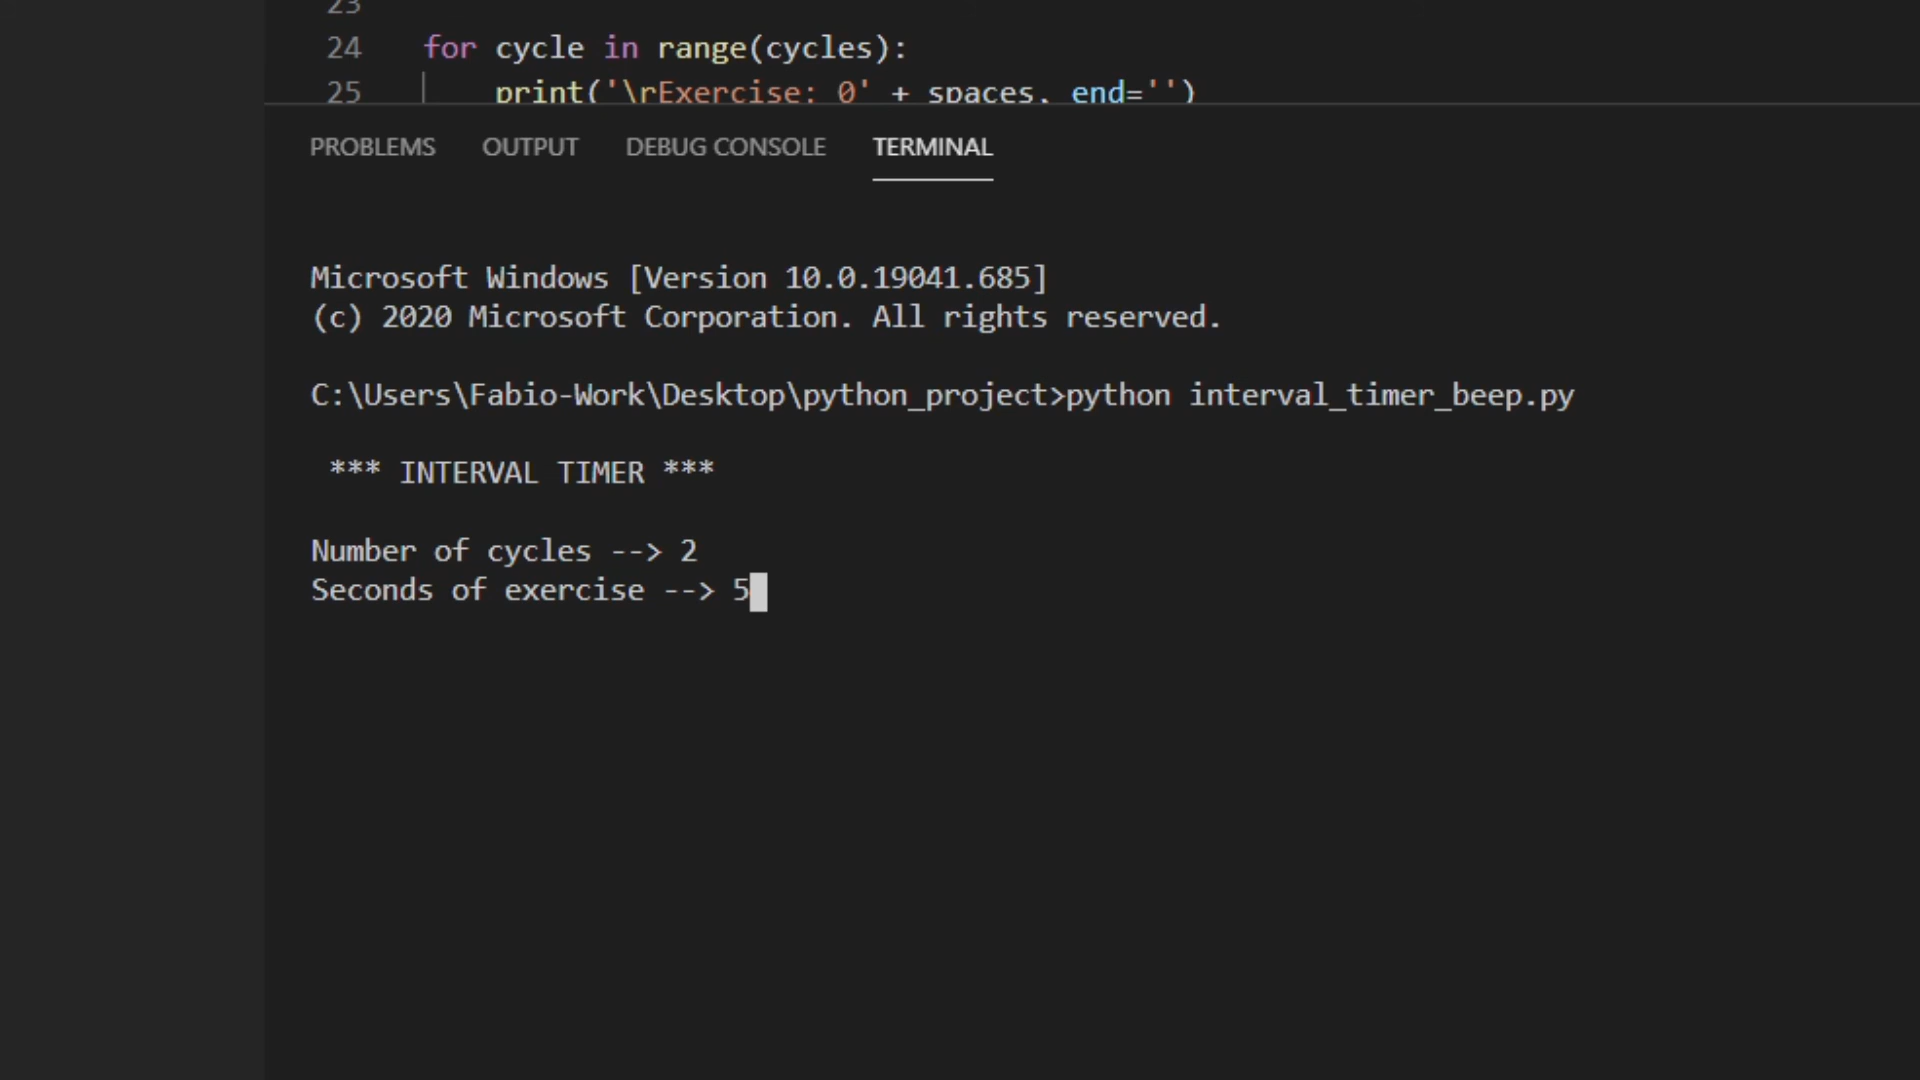 23
24 for cycle in range(cycles):
25 print('\rExercise: 0' + spaces, end='')
PROBLEMS OUTPUT DEBUG CONSOLE TERMINAL
Microsoft Windows [Version 10.0.19041.685]
(c) 2020 Microsoft Corporation. All rights reserved.
C:\Users\Fabio-Work\Desktop\python_project>python interval_timer_beep.py
*** INTERVAL TIMER ***
Number of cycles --> 2
Seconds of exercise --> 5